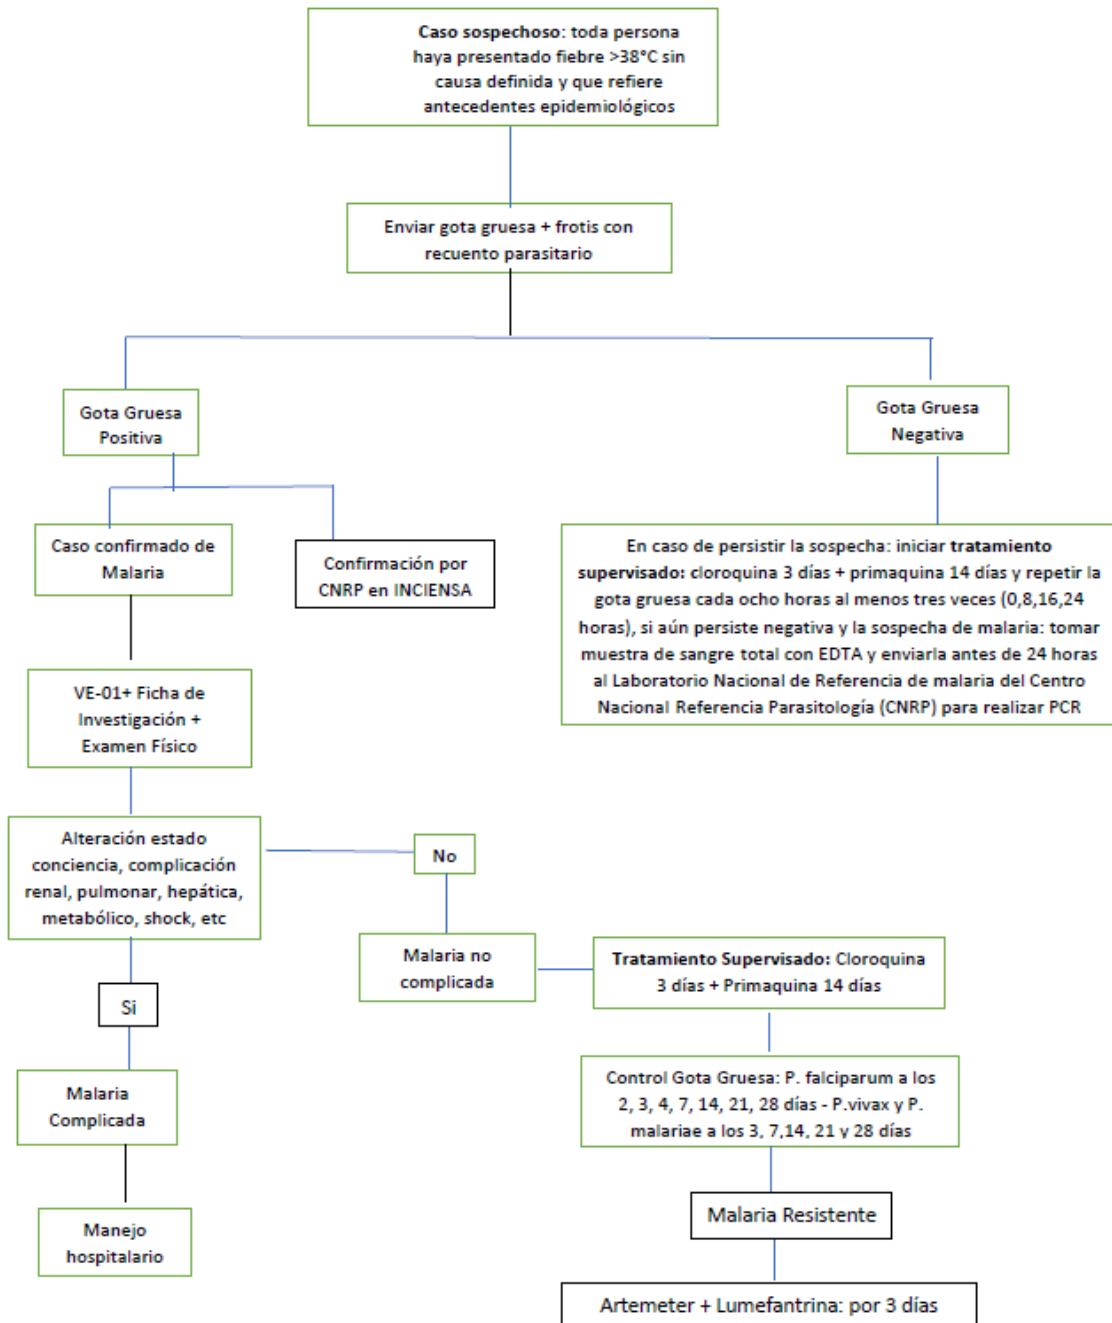 Caso sospechoso: toda persona
haya presentado fiebre >38°C sin
causa definida y que refiere
antecedentes epidemiológicos
Enviar gota gruesa + frotis con
recuento parasitario
Gota Gruesa
Positiva
Gota Gruesa
Negativa
Caso confirmado de
Malaria
Confirmación por
CNRP en INCIENSA
En caso de persistir la sospecha: iniciar tratamiento
supervisado: cloroquina 3 días + primaquina 14 días y repetir la
gota gruesa cada ocho horas al menos tres veces (0,8,16,24
horas), si aún persiste negativa y la sospecha de malaria: tomar
muestra de sangre total con EDTA y enviarla antes de 24 horas
al Laboratorio Nacional de Referencia de malaria del Centro
Nacional Referencia Parasitología (CNRP) para realizar PCR
VE-01+ Ficha de
Investigación +
Examen Físico
Alteración estado
conciencia, complicación
renal, pulmonar, hepática,
metabólico, shock, etc
No
Malaria no
complicada
Tratamiento Supervisado: Cloroquina
3 días + Primaquina 14 días
Si
Control Gota Gruesa: P. falciparum a los
2, 3, 4, 7, 14, 21, 28 días - P.vivax y P.
malariae a los 3, 7,14, 21 y 28 días
Malaria
Complicada
Malaria Resistente
Manejo
hospitalario
Artemeter + Lumefantrina: por 3 días